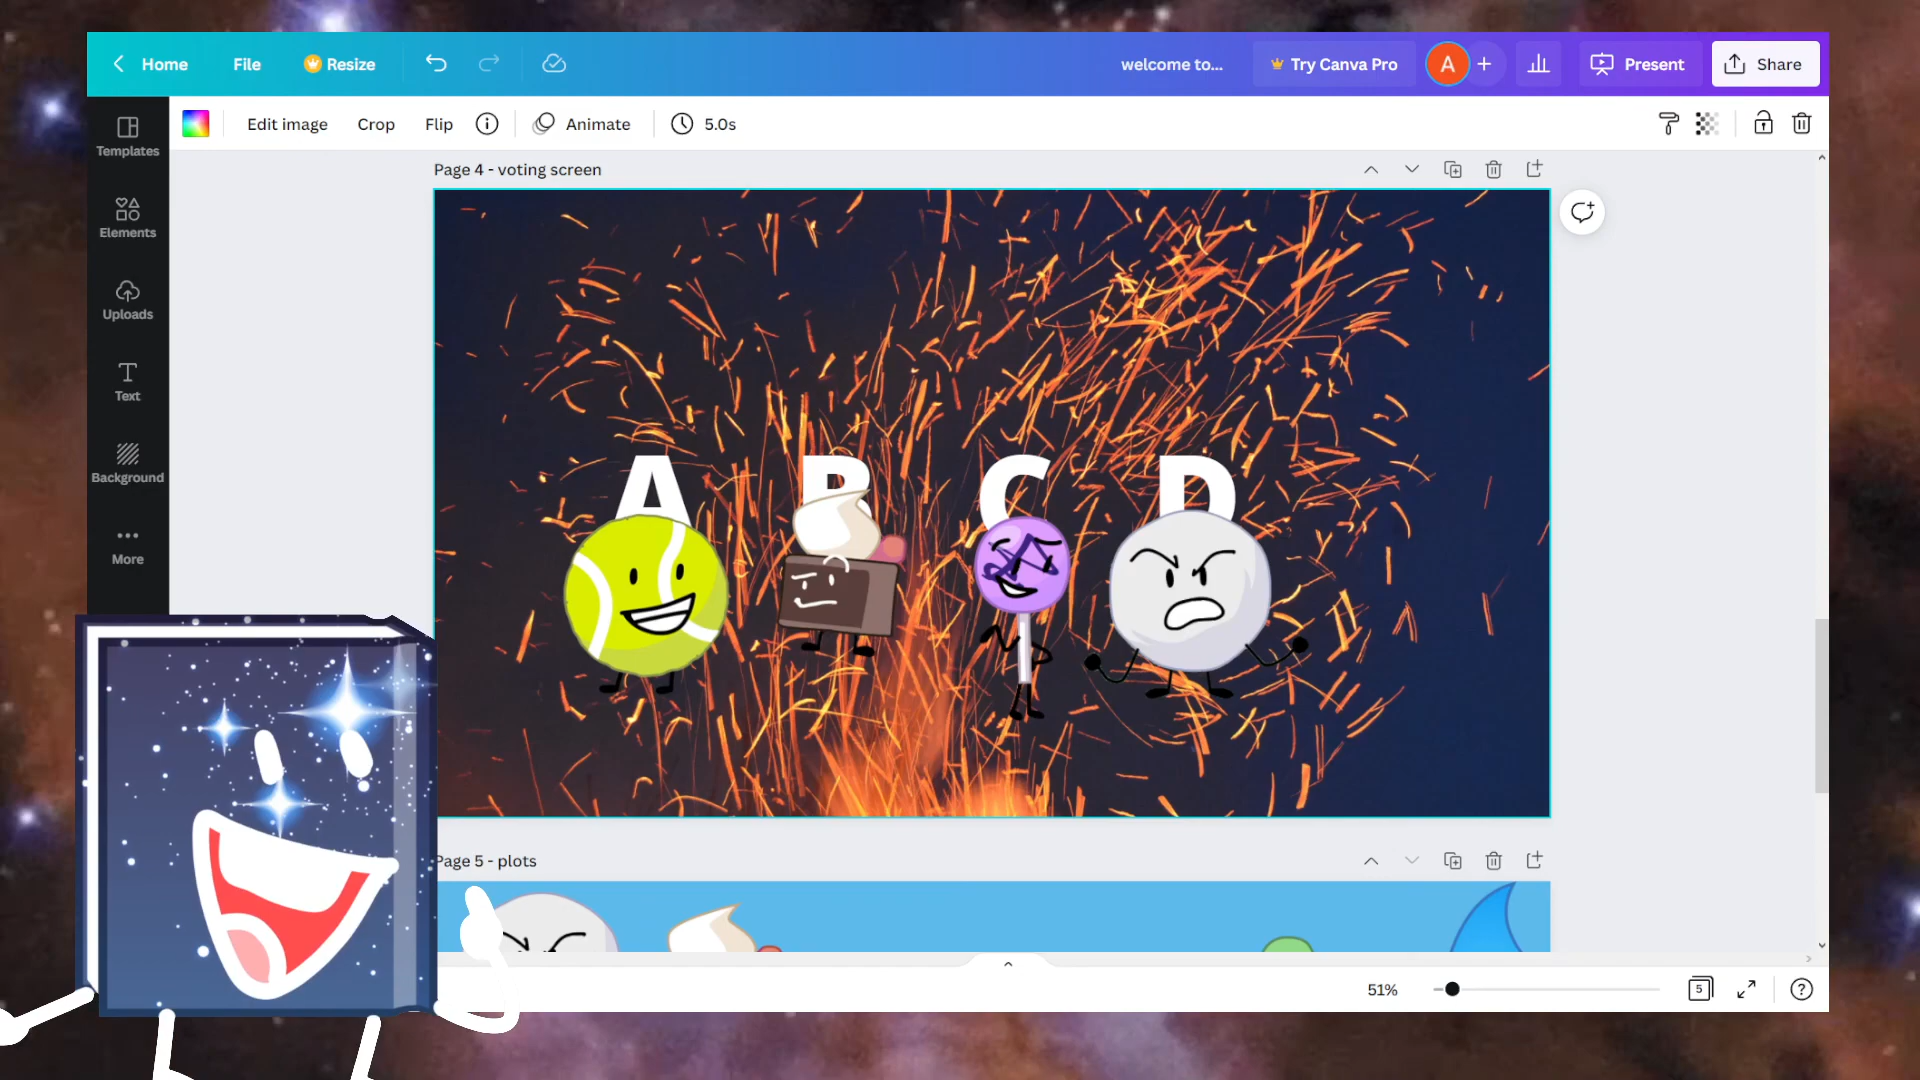 Home File Resize welcome to... Try Canva Pro A + Present Share
Edit image Crop Flip Animate 5.0s
Templates
Elements
Uploads
Text
Background
More
Page 4 - voting screen
A B C D
Page 5 - plots
51% 5 ?